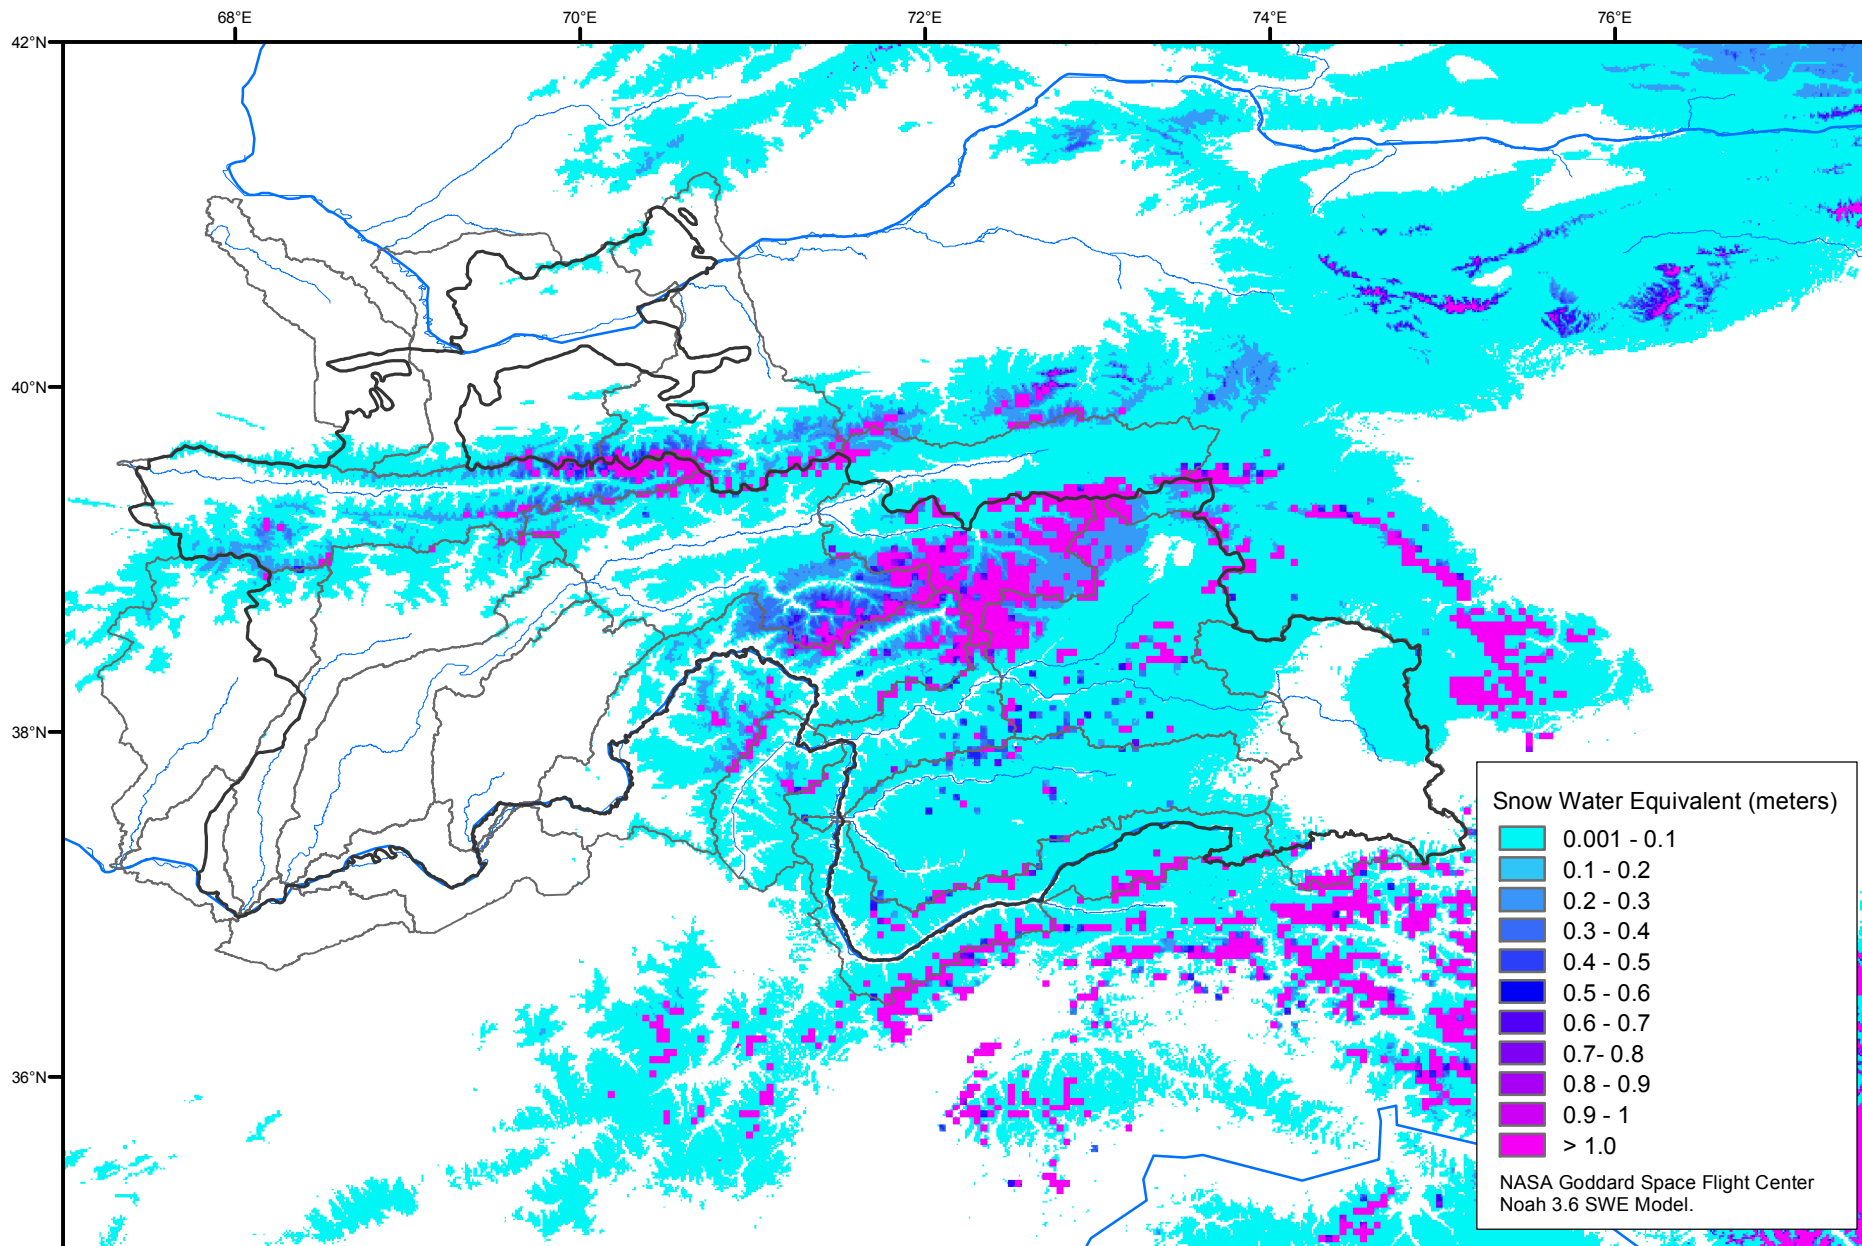 68°E
70°E
72°E
74°E
76°E
42°N
40°N
38°N
36°N
Snow Water Equivalent (meters)
0.001 - 0.1
0.1 - 0.2
0.2 - 0.3
0.3 - 0.4
0.4 - 0.5
0.5 - 0.6
0.6 - 0.7
0.7- 0.8
0.8 - 0.9
0.9 - 1
> 1.0
NASA Goddard Space Flight Center
Noah 3.6 SWE Model.